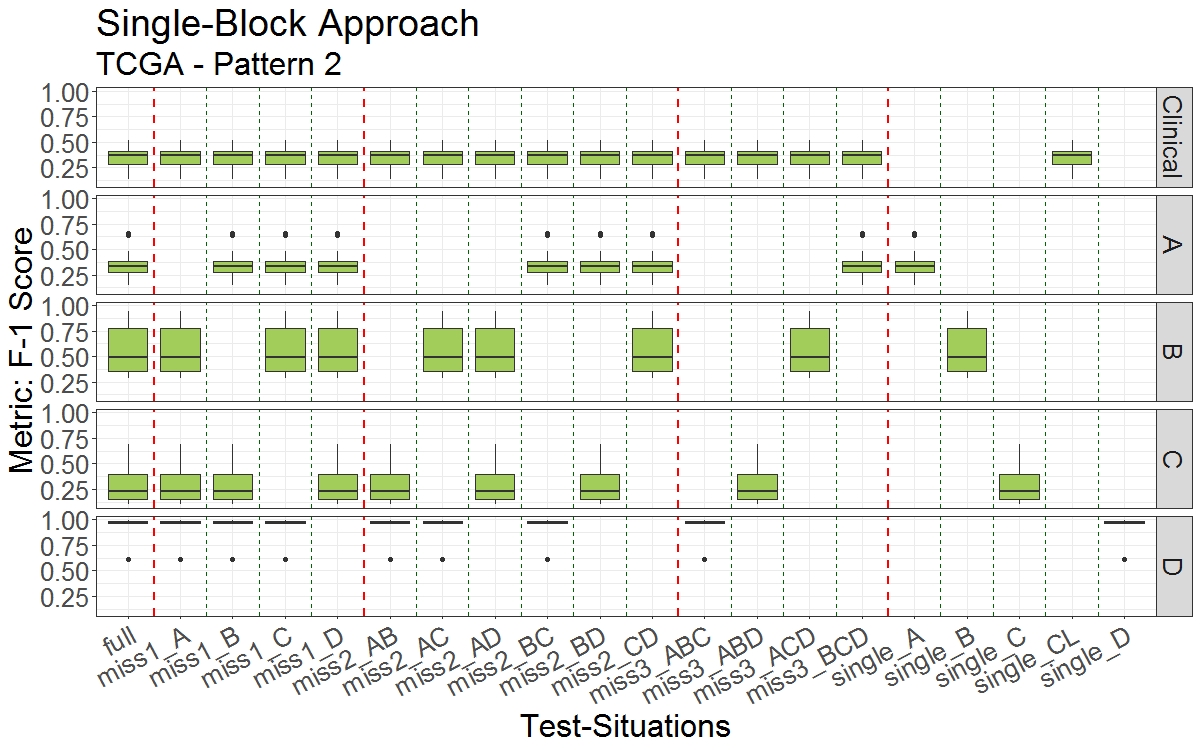 Single-Block Approach
TCGA - Pattern 2
Metric: F-1 Score
1.00
0.75
0.50
0.25
Clinical
1.00
0.75
0.50
0.25
A
1.00
0.75
0.50
0.25
B
1.00
0.75
0.50
0.25
C
1.00
0.75
0.50
0.25
D
full
miss1_A
miss1_B
miss1_C
miss1_D
miss2_AB
miss2_AC
miss2_AD
miss2_BC
miss2_BD
miss2_CD
miss3_ABC
miss3_ABD
miss3_ACD
miss3_BCD
single_A
single_B
single_C
single_CL
single_D
Test-Situations